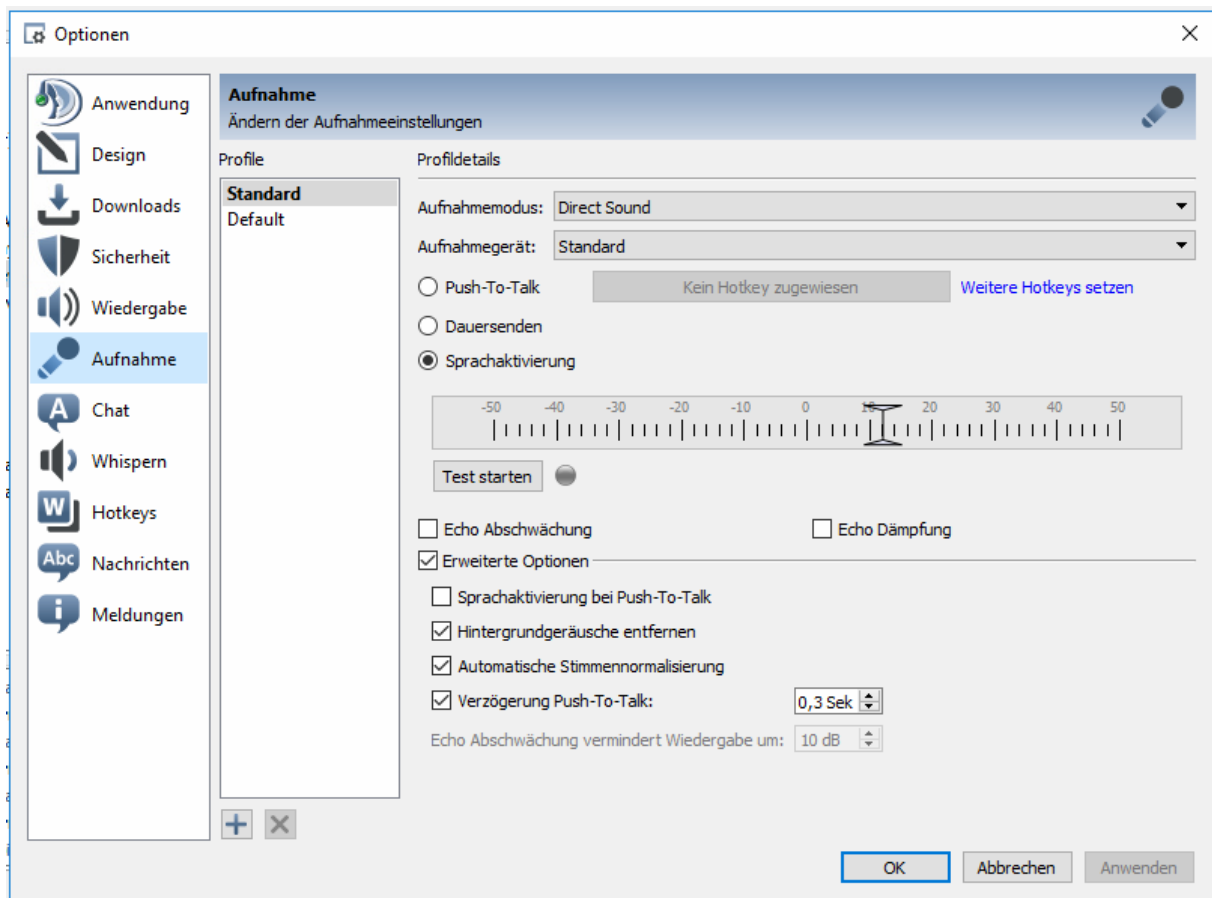 Optionen
Anwendung
Design
Downloads
Sicherheit
Wiedergabe
Aufnahme
Chat
Whispern
Hotkeys
Nachrichten
Meldungen
Aufnahme
Ändern der Aufnahmeeinstellungen
Profile
Standard
Default
Profildetails
Aufnahmemodus: Direct Sound
Aufnahmegerät: Standard
Push-To-Talk Kein Hotkey zugewiesen Weitere Hotkeys setzen
Dauersenden
Sprachaktivierung
-50 -40 -30 -20 -10 0 10 20 30 40 50
Test starten
Echo Abschwächung Echo Dämpfung
Erweiterte Optionen
Sprachaktivierung bei Push-To-Talk
Hintergrundgeräusche entfernen
Automatische Stimmennormalisierung
Verzögerung Push-To-Talk: 0,3 Sek
Echo Abschwächung vermindert Wiedergabe um: 10 dB
OK Abbrechen Anwenden